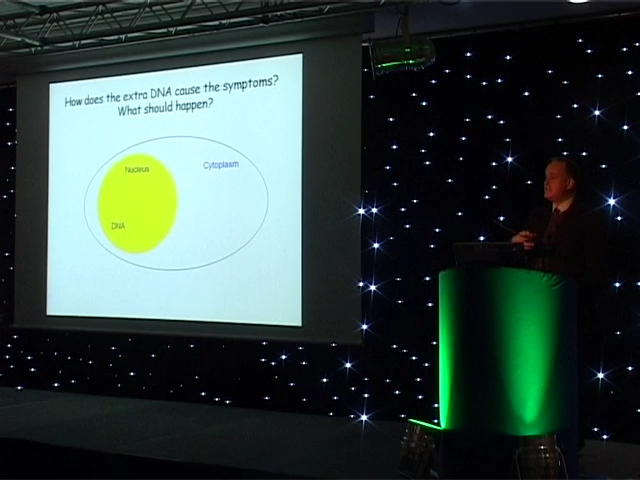 How does the extra DNA cause the symptoms?
What should happen?
Nucleus
Cytoplasm
DNA